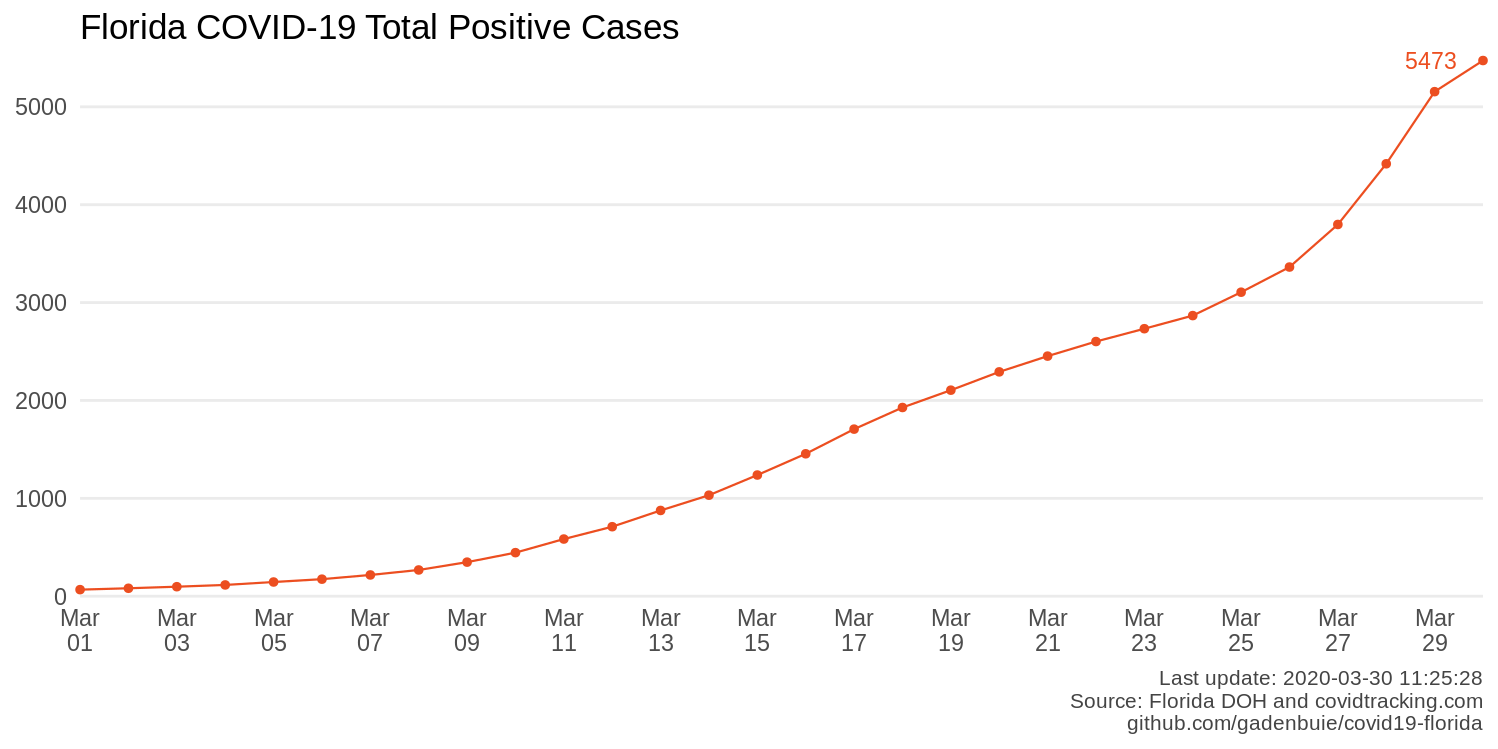 Florida COVID-19 Total Positive Cases
5473
5000
4000
3000
2000
1000
0
Mar Mar Mar Mar Mar Mar Mar Mar Mar Mar Mar Mar Mar Mar Mar
01 03 05 07 09 11 13 15 17 19 21 23 25 27 29
Last update: 2020-03-30 11:25:28
Source: Florida DOH and covidtracking.com
github.com/gadenbuie/covid19-florida